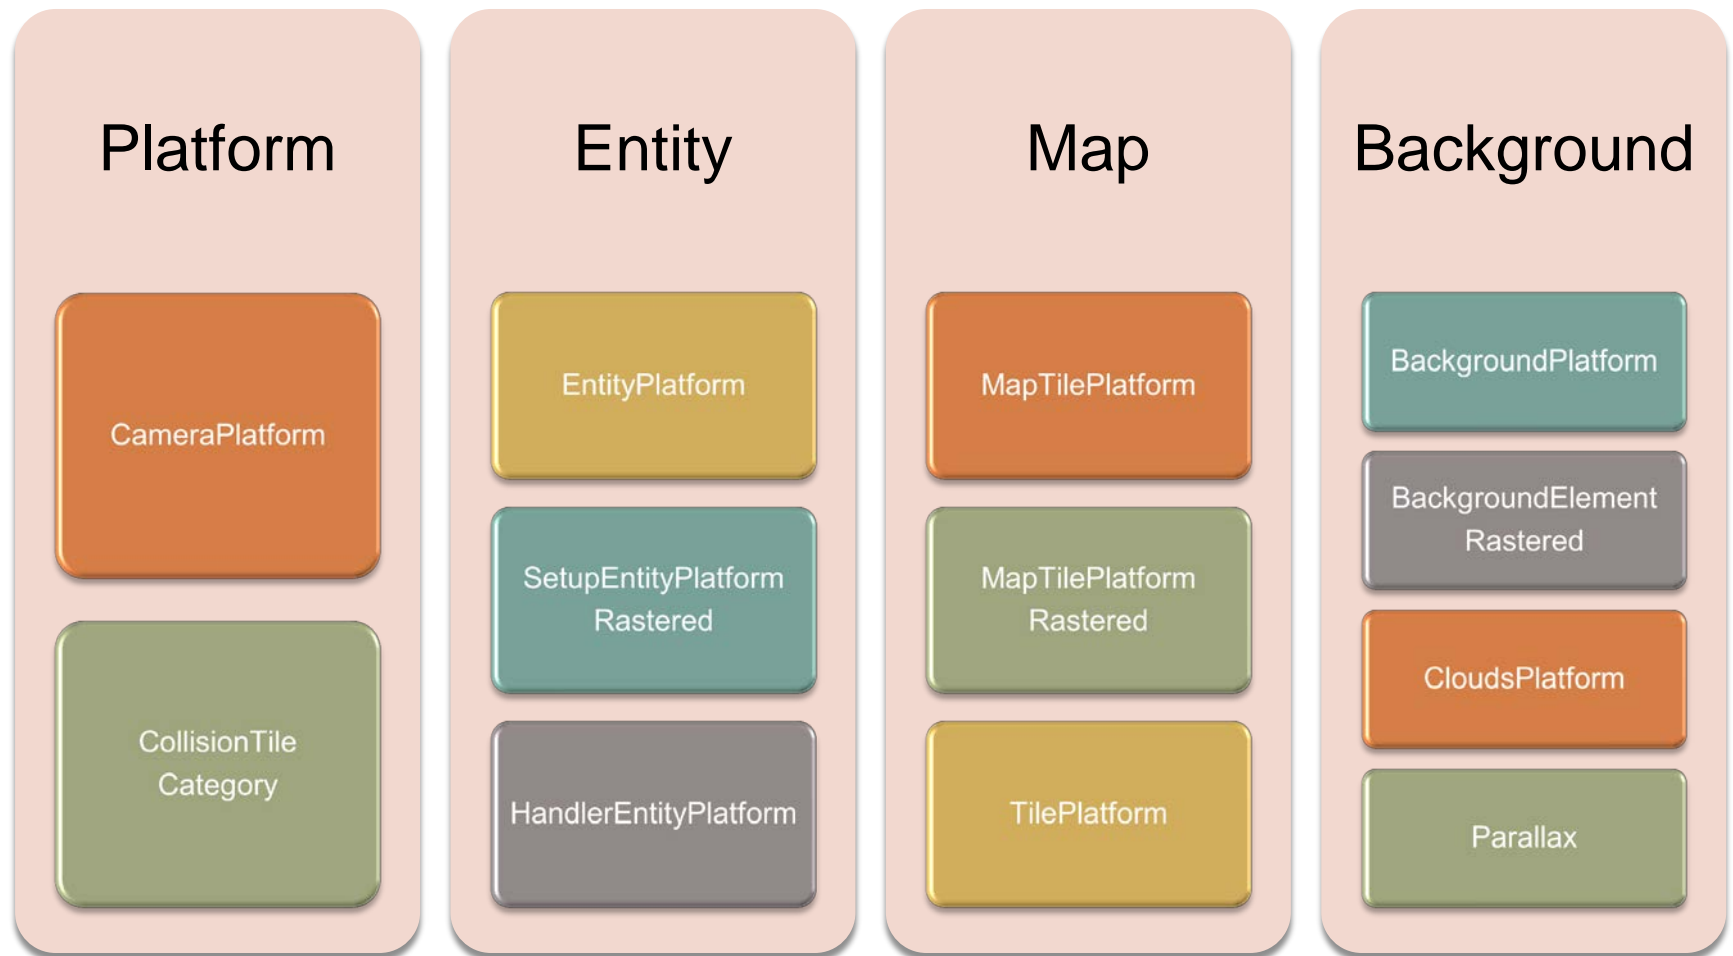 Platform
CameraPlatform
CollisionTile
Category
Entity
EntityPlatform
SetupEntityPlatform
Rastered
HandlerEntityPlatform
Map
MapTilePlatform
MapTilePlatform
Rastered
TilePlatform
Background
BackgroundPlatform
BackgroundElement
Rastered
CloudsPlatform
Parallax